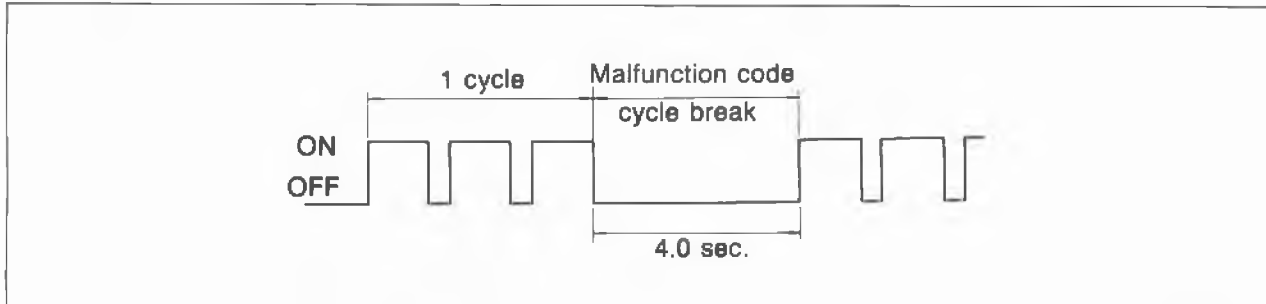 1 cycle
Malfunction code
cycle break
ON
OFF
4.0 sec.